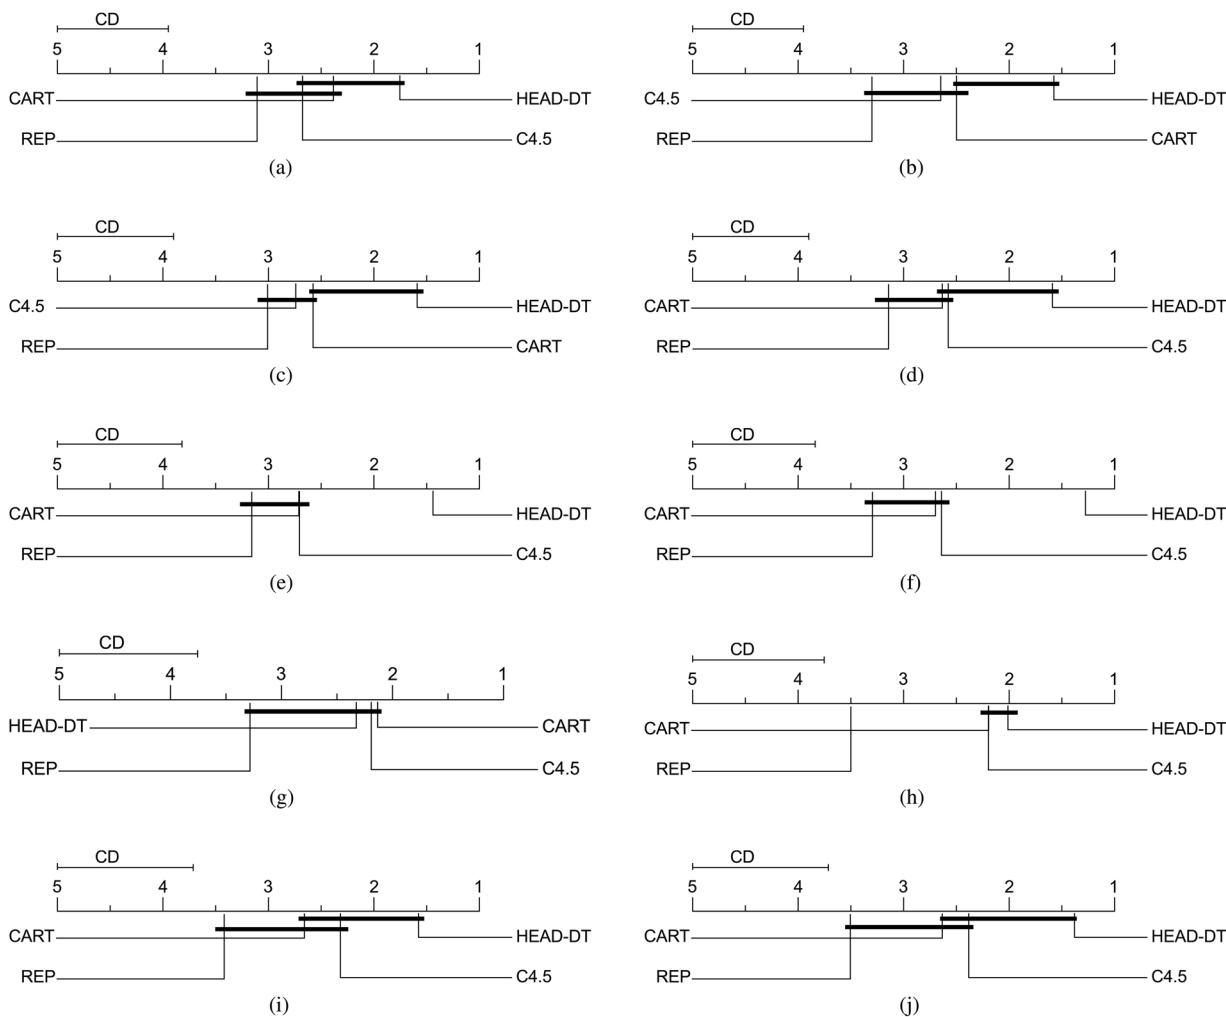 CD CD
5 4 3 2 1 5 4 3 2 1
CART HEAD-DT C4.5 HEAD-DT
REP C4.5 REP CART
(a) (b)
CD CD
5 4 3 2 1 5 4 3 2 1
C4.5 HEAD-DT CART HEAD-DT
REP CART REP C4.5
(c) (d)
CD CD
5 4 3 2 1 5 4 3 2 1
CART HEAD-DT CART HEAD-DT
REP C4.5 REP C4.5
(e) (f)
CD CD
5 4 3 2 1 5 4 3 2 1
HEAD-DT CART CART HEAD-DT
REP C4.5 REP C4.5
(g) (h)
CD CD
5 4 3 2 1 5 4 3 2 1
CART HEAD-DT CART HEAD-DT
REP C4.5 REP C4.5
(i) (j)